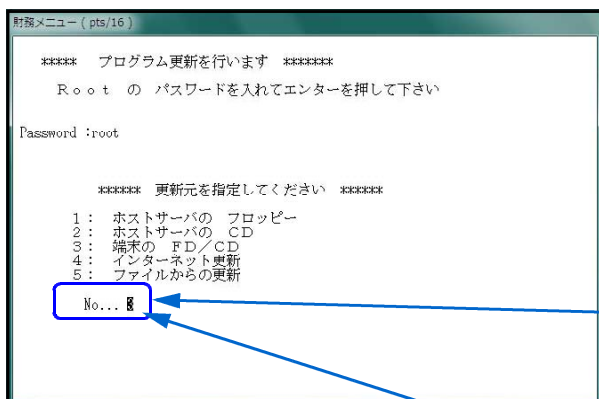 財務メニュー ( pts/16 )
***** プログラム更新を行います *******
Ｒｏｏｔ の パスワードを入れてエンターを押して下さい
Password :root
****** 更新元を指定してください ******
１： ホストサーバの フロッピー
２： ホストサーバの ＣＤ
３： 端末の ＦＤ／ＣＤ
４： インターネット更新
５： ファイルからの更新
No...